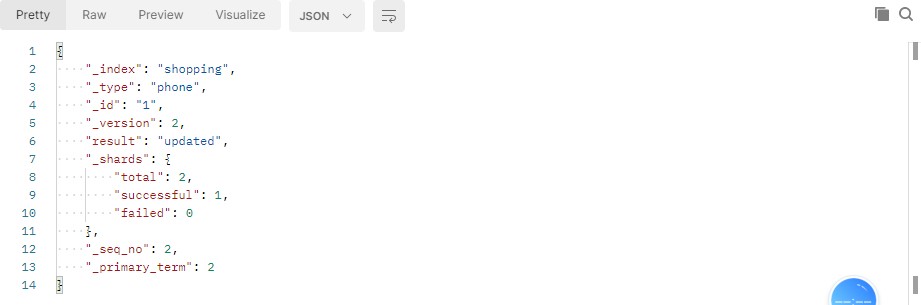 Pretty Raw Preview Visualize JSON
1 {
2 "_index": "shopping",
3 "_type": "phone",
4 "_id": "1",
5 "_version": 2,
6 "result": "updated",
7 "_shards": {
8 "total": 2,
9 "successful": 1,
10 "failed": 0
11 },
12 "_seq_no": 2,
13 "_primary_term": 2
14 }